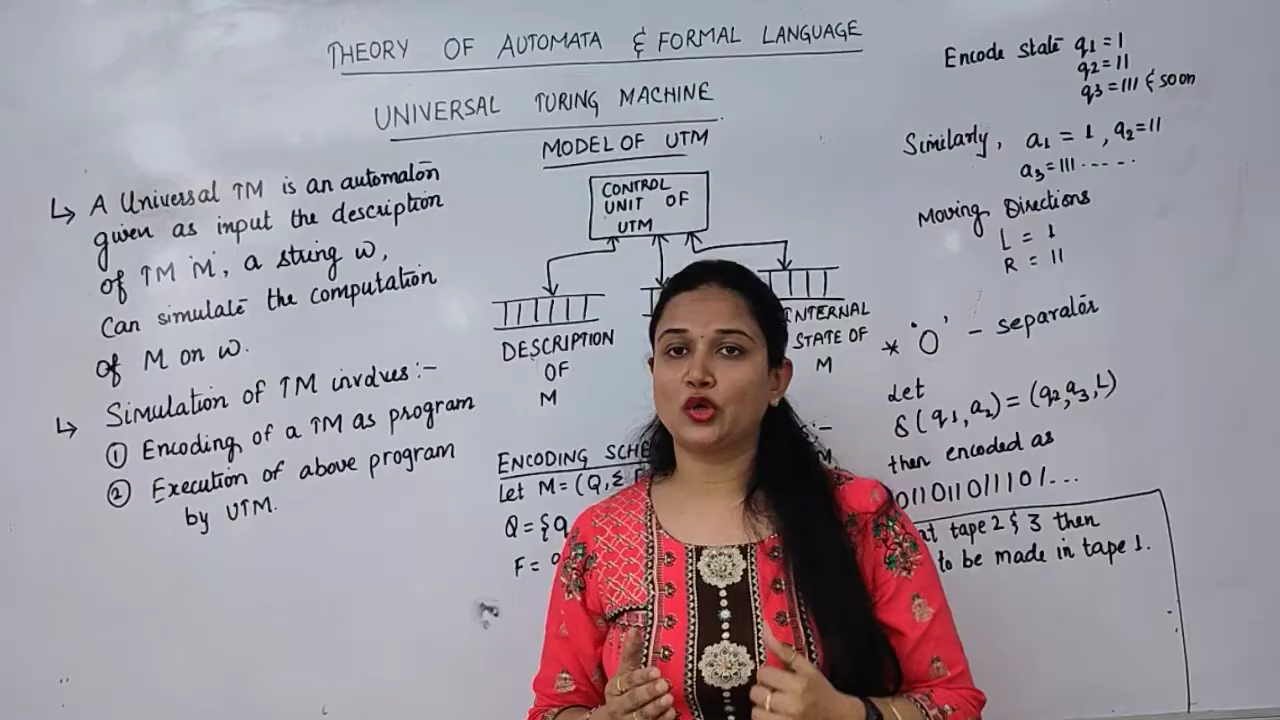 THEORY OF AUTOMATA & FORMAL LANGUAGE
UNIVERSAL TURING MACHINE
↳ A Universal TM is an automaton
given as input the description
of TM 'M', a string w,
can simulate the computation
of M on w.
↳ Simulation of TM involves:-
① Encoding of a TM as program
② Execution of above program
by UTM.
MODEL OF UTM
CONTROL
UNIT OF
UTM
DESCRIPTION
OF
M
INTERNAL
STATE OF
M
ENCODING SCHE
Let M = (Q, Σ
Q = {q
F =
Encode state q1 = 1
q2 = 11
q3 = 111 & soon
Similarly, a1 = 1, a2 = 11
a3 = 111 .....
Moving Directions
L = 1
R = 11
* '0' - separator
Let
δ(q1, a2) = (q2, a3, L)
then encoded as
011011011101...
at tape 2 & 3 then
to be made in tape 1.